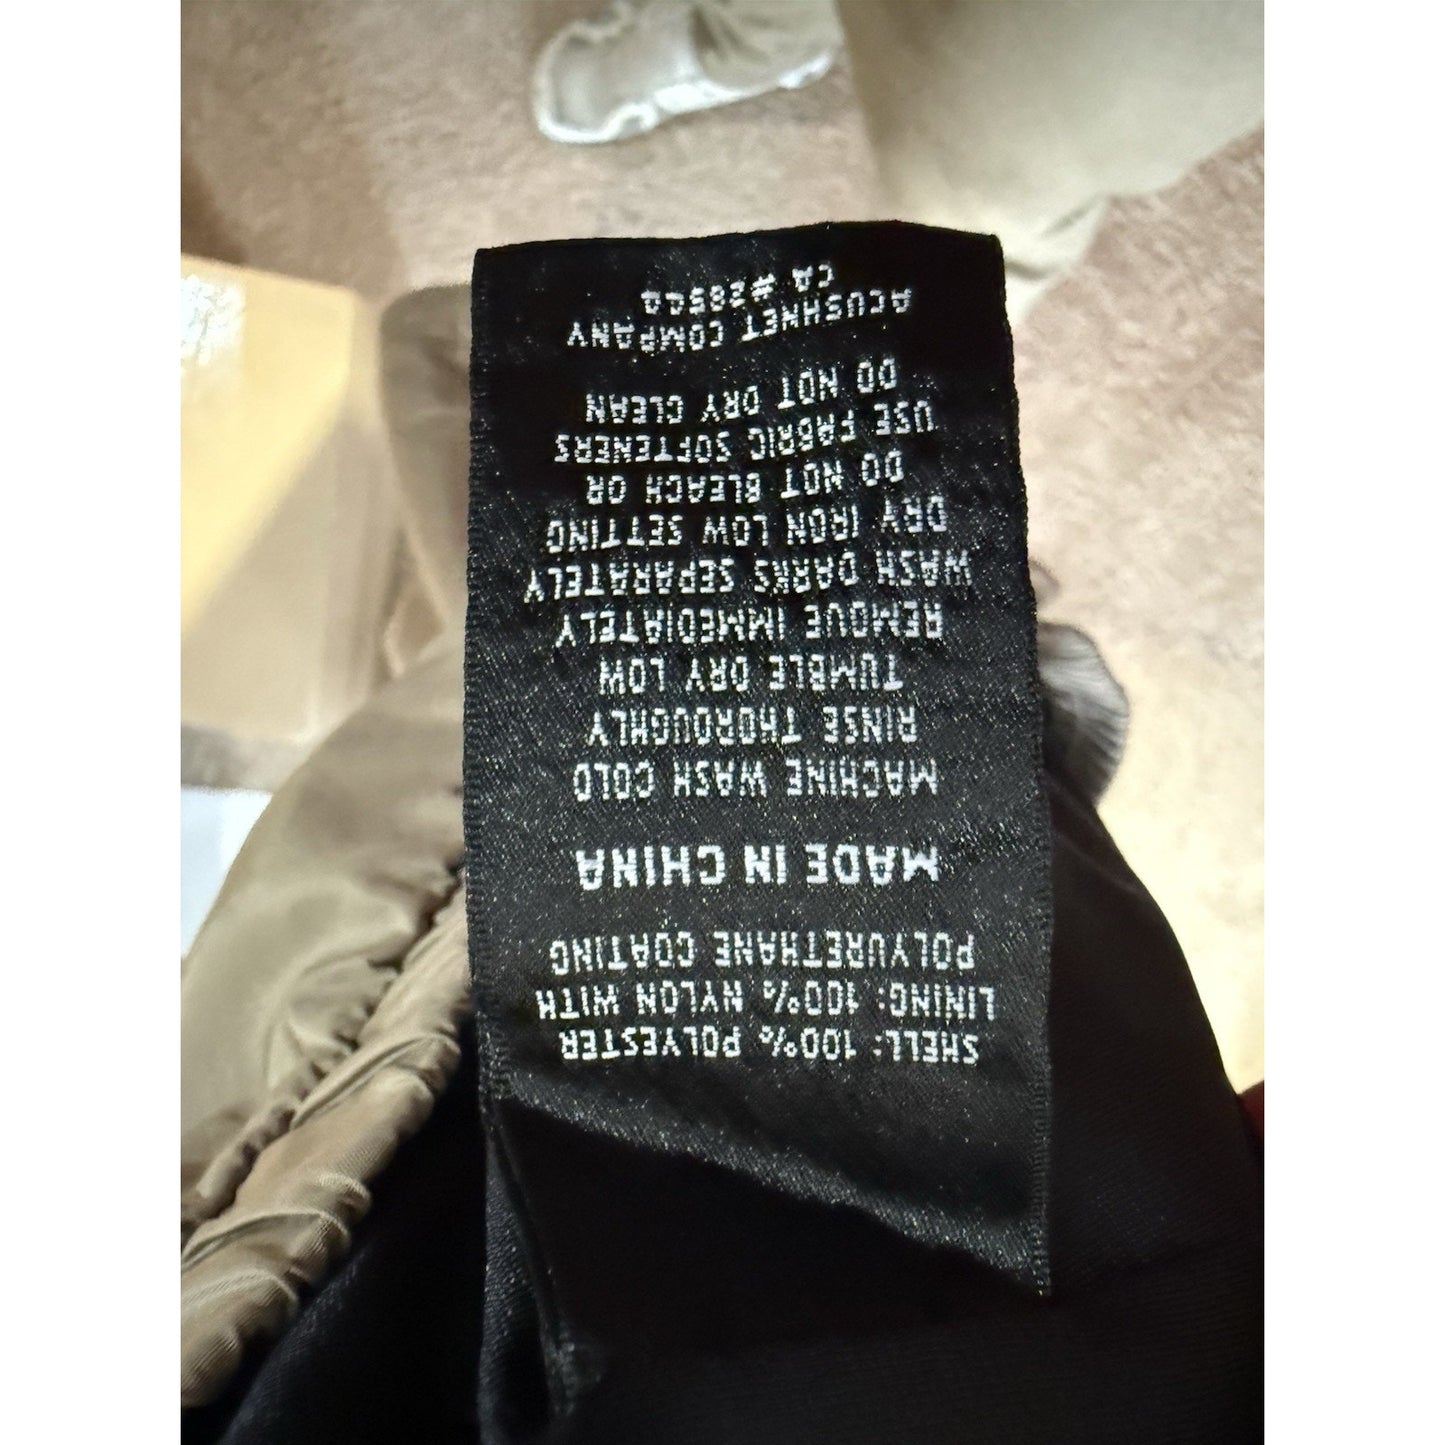 SHELL: 100% POLYESTER
LINING: 100% NYLON WITH
POLYURETHANE COATING
MADE IN CHINA
MACHINE WASH COLD
RINSE THOROUGHLY
TUMBLE DRY LOW
REMOVE IMMEDIATELY
WASH DARKS SEPARATELY
DRY IRON LOW SETTING
DO NOT BLEACH OR
USE FABRIC SOFTENERS
DO NOT DRY CLEAN
ACUSHNET COMPANY
CA